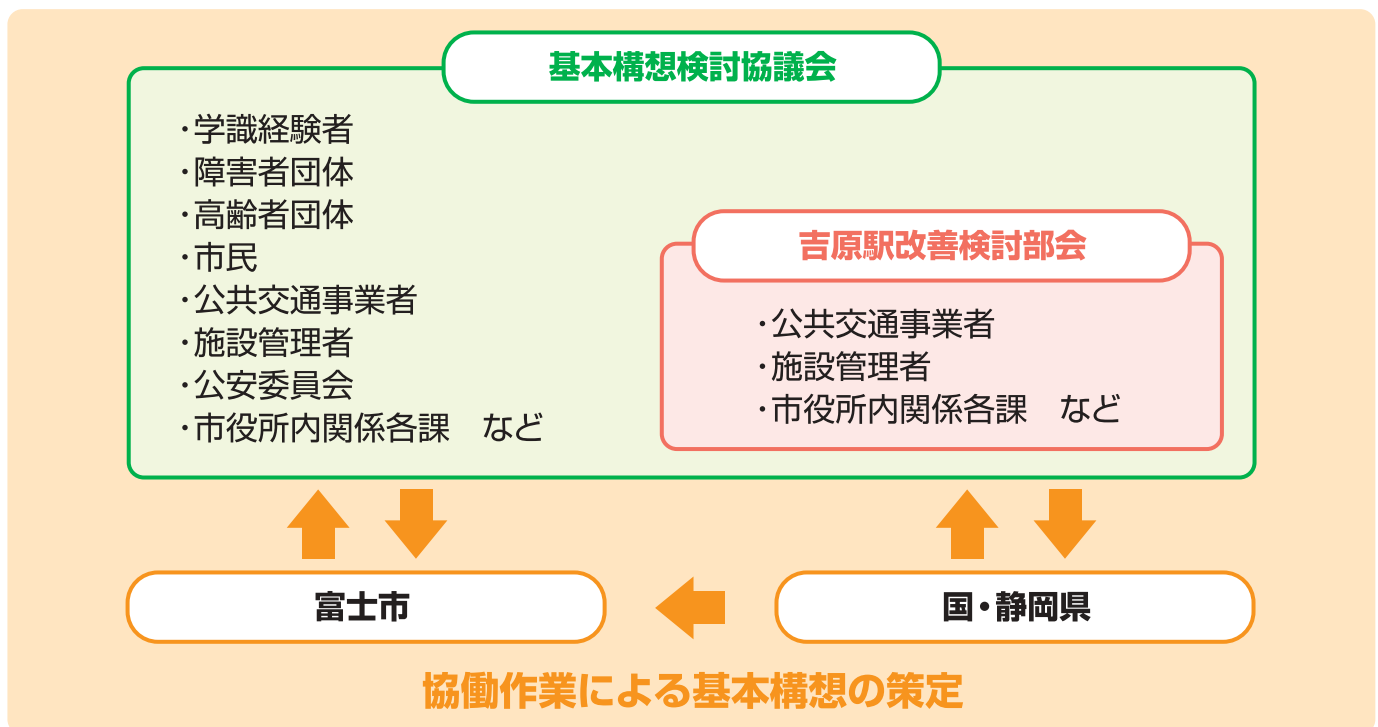 基本構想検討協議会
・学識経験者
・障害者団体
・高齢者団体
・市民
・公共交通事業者
・施設管理者
・公安委員会
・市役所内関係各課　など
吉原駅改善検討部会
・公共交通事業者
・施設管理者
・市役所内関係各課　など
富士市
国・静岡県
協働作業による基本構想の策定